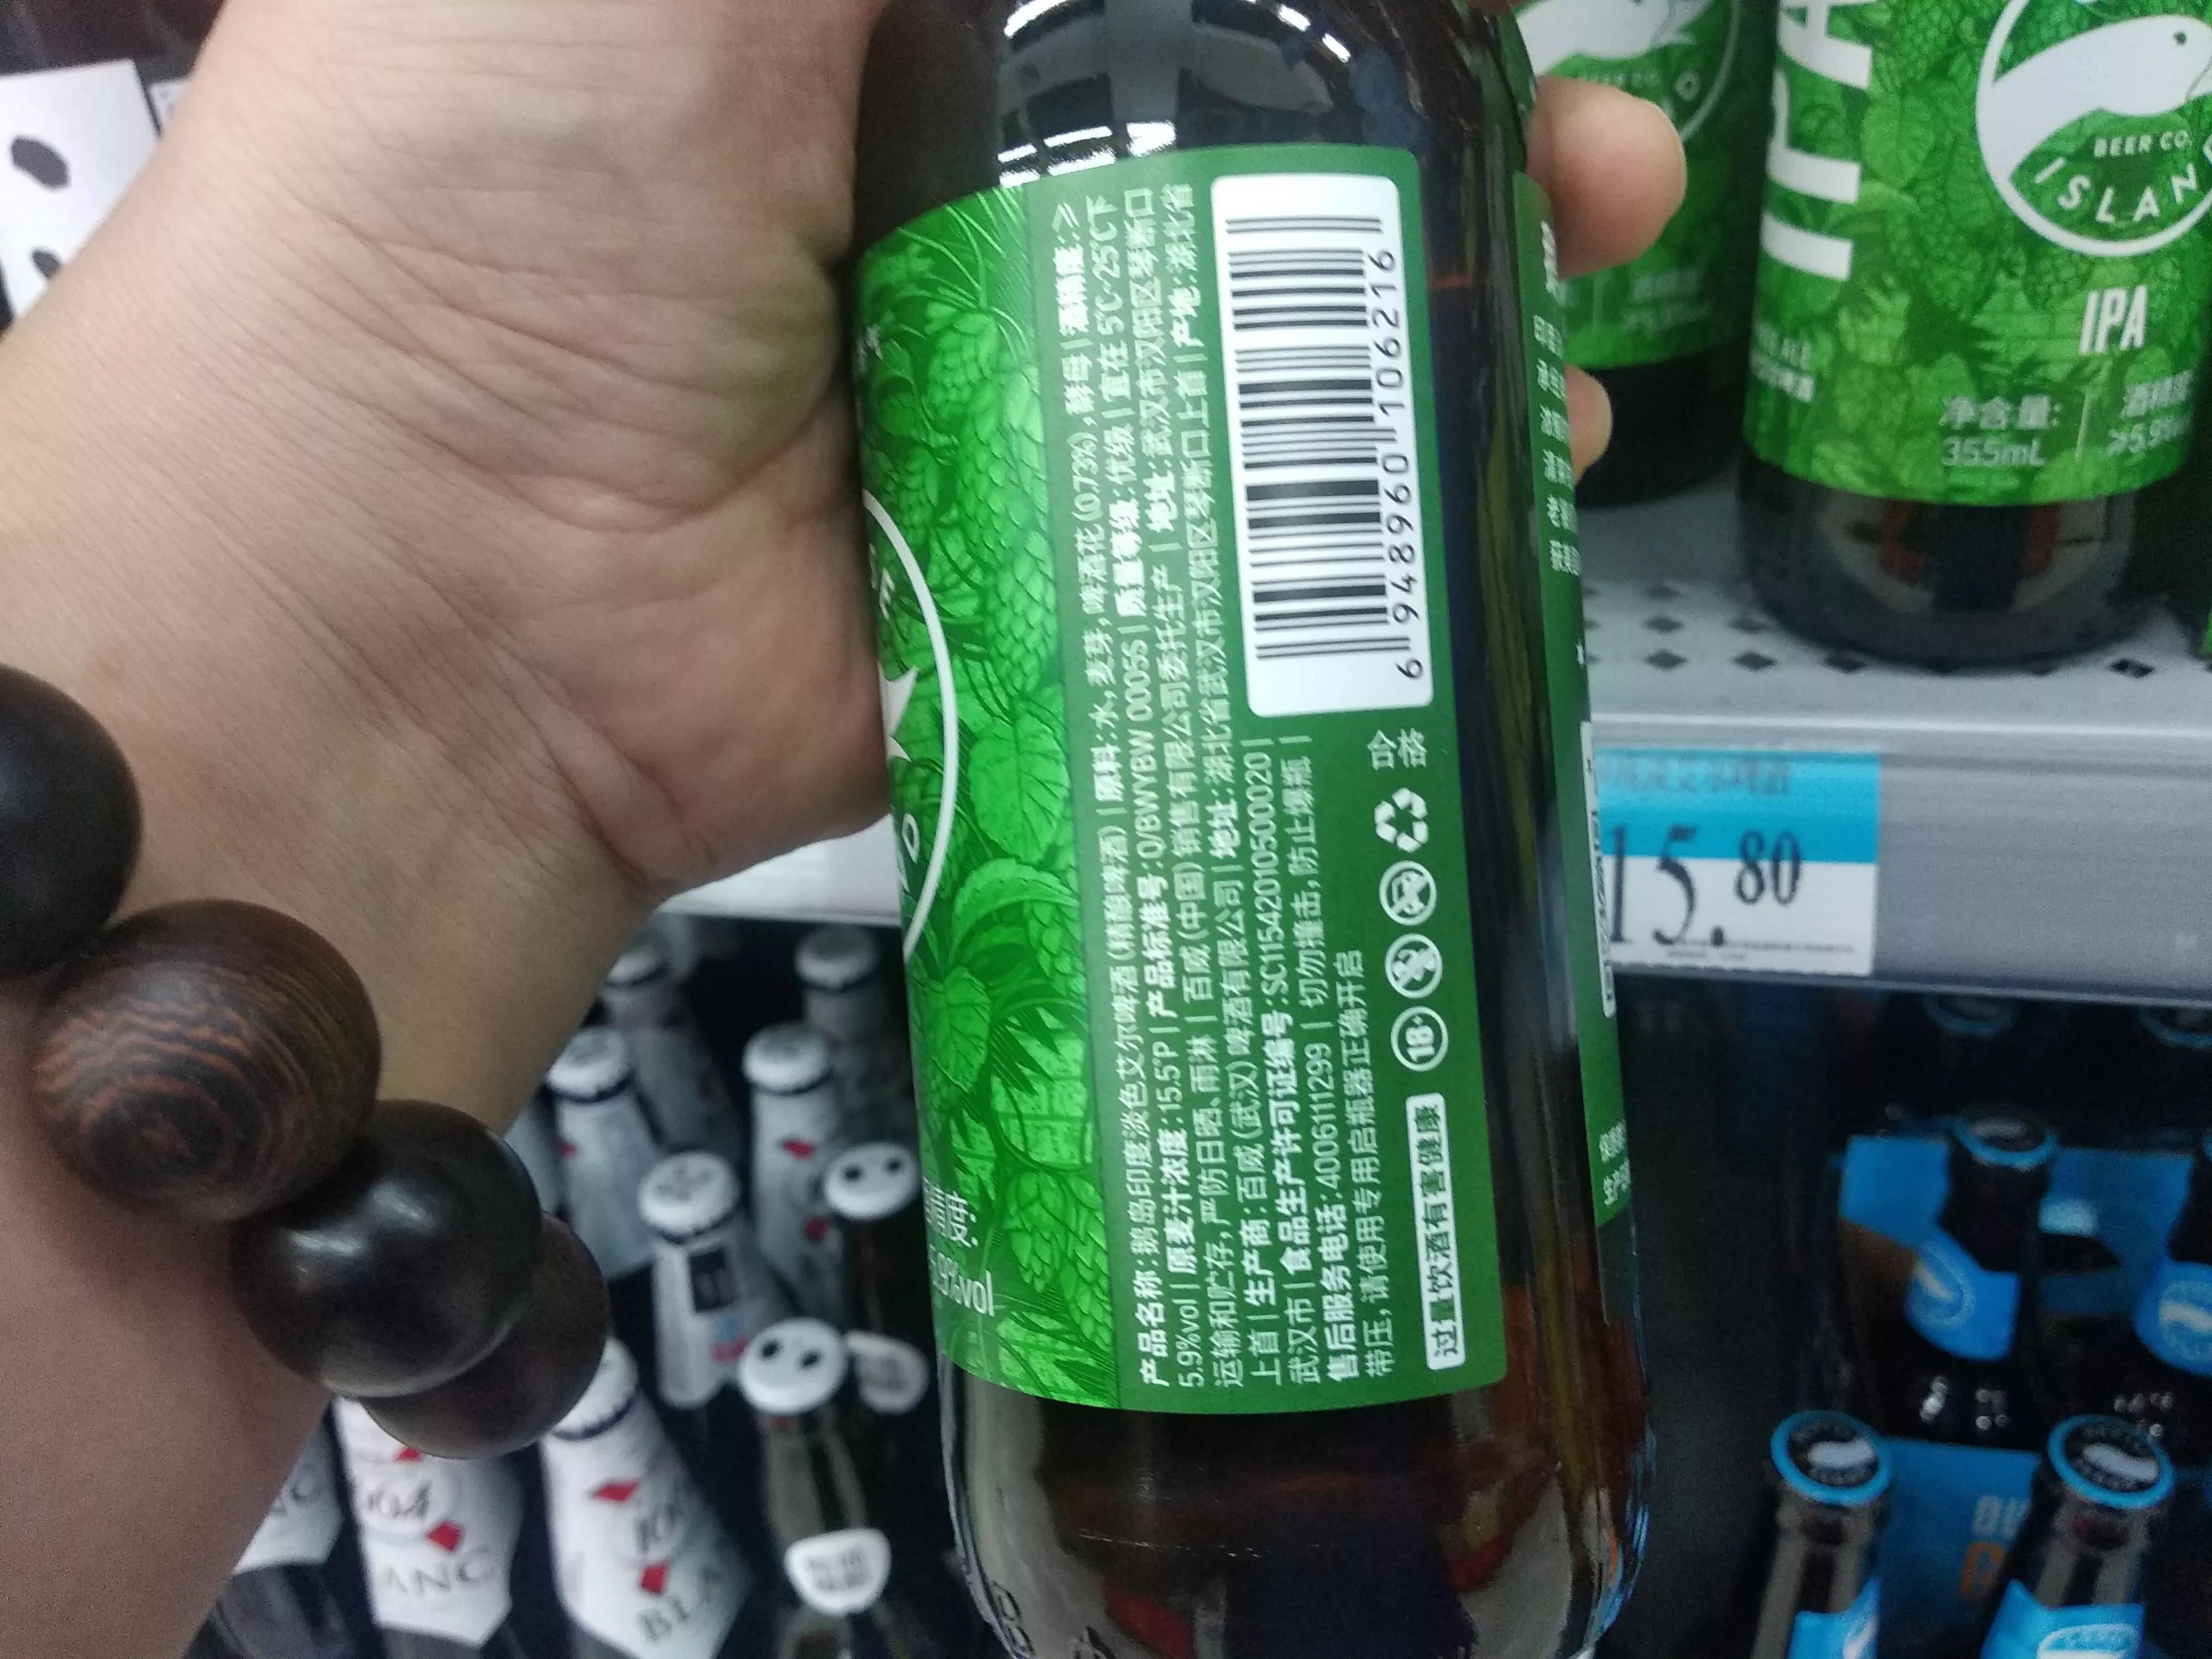 产品名称:鹅岛印度淡色艾尔啤酒(精酿啤酒) | 原料:水,麦芽,啤酒花(0.73%),酵母 | 酒精度:≥
5.9%vol | 原麦汁浓度:15.5°P | 产品标准号:Q/BWYBW 0005S | 质量等级:优级 | 宜在5℃-25℃下
运输和贮存,严防日晒、雨淋 | 百威(中国)销售有限公司委托生产 | 地址:武汉市汉阳区琴断口
上首 | 生产商:百威(武汉)啤酒有限公司 | 地址:湖北省武汉市汉阳区琴断口上首 | 产地:湖北省
武汉市 | 食品生产许可证编号:SC11542010500020 |
售后服务电话:4006111299 | 切勿撞击,防止爆瓶 |
带压,请使用专用启瓶器正确开启
过量饮酒有害健康
18+
价格
6 948960 106216
精度:
5.9%vol
IPA
BEER CO.
ISLAN
IPA
净含量:
355mL
15.80